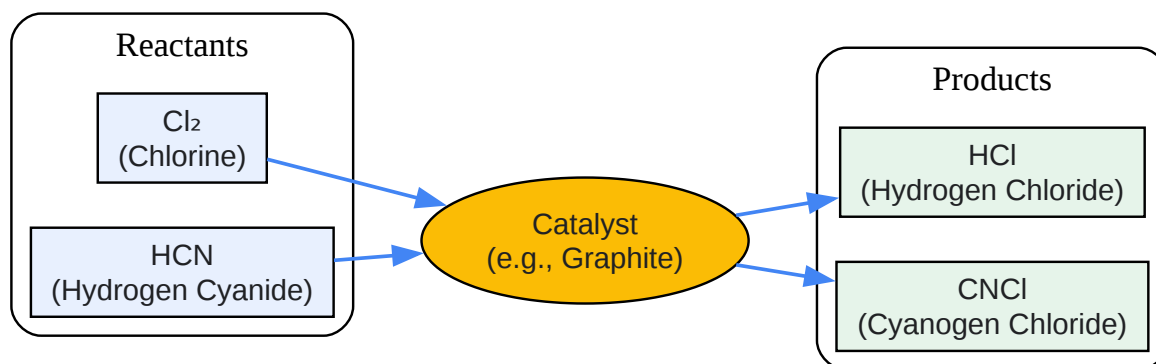 Reactants
Cl₂
(Chlorine)
HCN
(Hydrogen Cyanide)
Catalyst
(e.g., Graphite)
Products
HCl
(Hydrogen Chloride)
CNCl
(Cyanogen Chloride)